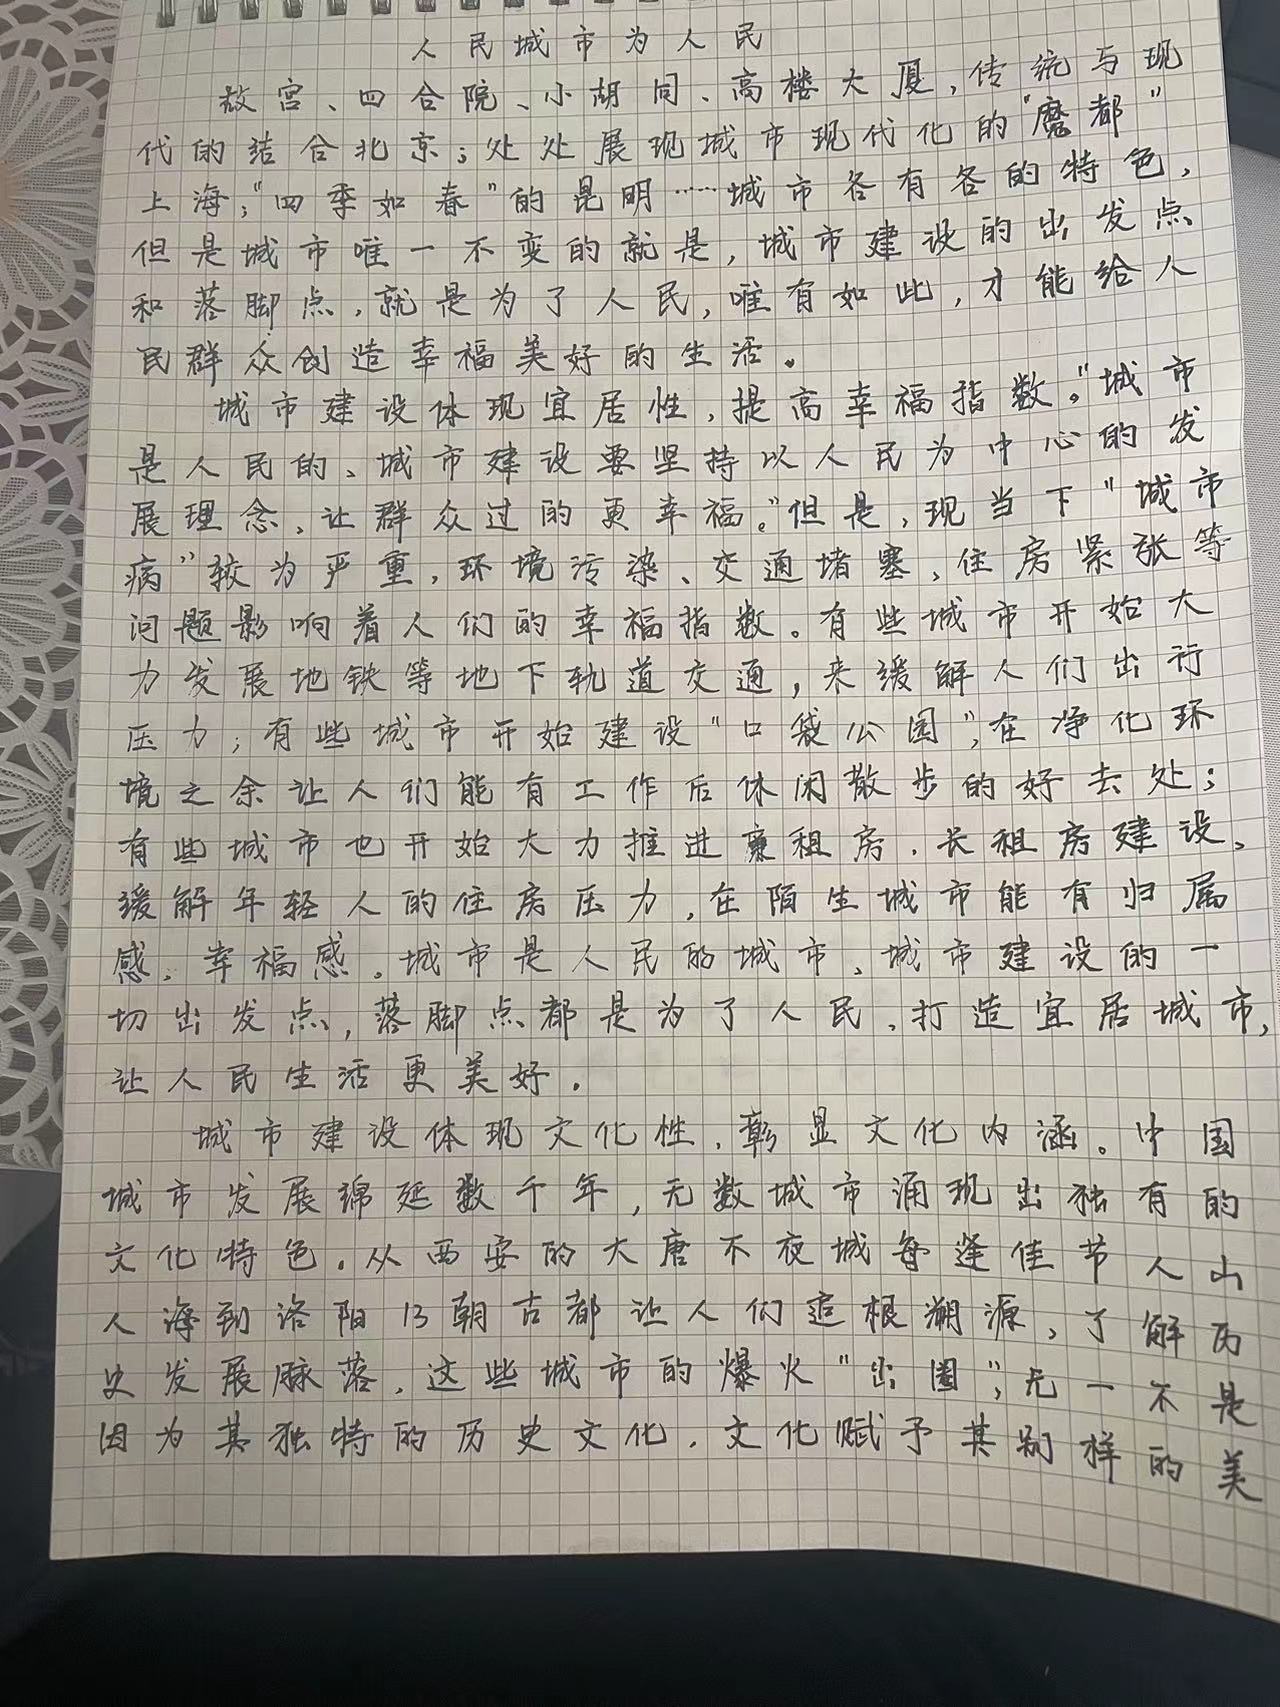 人民城市为人民
故宫、四合院、小胡同、高楼大厦，传统与现
代的结合北京；处处展现城市现代化的“魔都”
上海；“四季如春”的昆明……城市各有各的特色，
但是城市唯一不变的就是，城市建设的出发点
和落脚点，就是为了人民，唯有如此，才能给人
民群众创造幸福美好的生活。
城市建设体现宜居性，提高幸福指数。“城市
是人民的、城市建设要坚持以人民为中心的发
展理念，让群众过的更幸福。”但是，现当下“城市
病”较为严重，环境污染、交通堵塞，住房紧张等
问题影响着人们的幸福指数。有些城市开始大
力发展地铁等地下轨道交通，来缓解人们出行
压力；有些城市开始建设“口袋公园”，在净化环
境之余让人们能有工作后休闲散步的好去处；
有些城市也开始大力推进廉租房、长租房建设，
缓解年轻人的住房压力，在陌生城市能有归属
感、幸福感。城市是人民的城市、城市建设的一
切出发点，落脚点都是为了人民，打造宜居城市，
让人民生活更美好。
城市建设体现文化性，彰显文化内涵。中国
城市发展绵延数千年，无数城市涌现出独有的
文化特色。从西安的大唐不夜城每逢佳节人山
人海到洛阳13朝古都让人们追根溯源，了解历
史发展脉落，这些城市的爆火“出圈”，无一不是
因为其独特的历史文化，文化赋予其别样的美